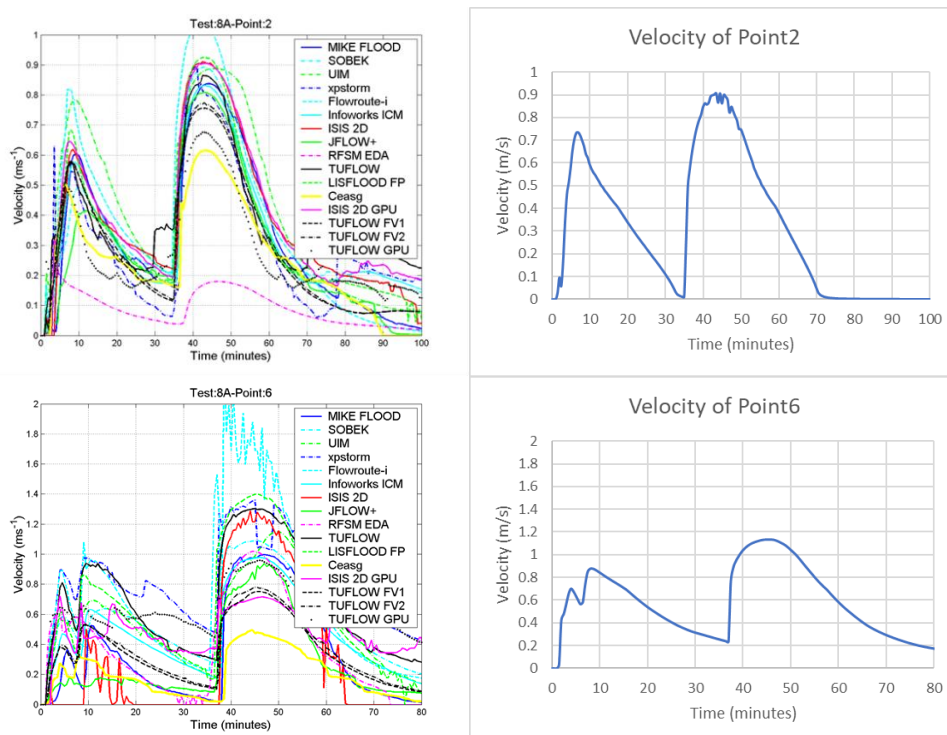 Test:8A-Point:2
Velocity (ms⁻¹)
1
0.9
0.8
0.7
0.6
0.5
0.4
0.3
0.2
0.1
0
0 10 20 30 40 50 60 70 80 90 100
Time (minutes)
MIKE FLOOD
SOBEK
UIM
xpstorm
Flowroute-i
Infoworks ICM
ISIS 2D
JFLOW+
RFSM EDA
TUFLOW
LISFLOOD FP
Ceasg
ISIS 2D GPU
TUFLOW FV1
TUFLOW FV2
TUFLOW GPU
Velocity of Point2
Velocity (m/s)
1
0.9
0.8
0.7
0.6
0.5
0.4
0.3
0.2
0.1
0
0 10 20 30 40 50 60 70 80 90 100
Time (minutes)
Test:8A-Point:6
Velocity (ms⁻¹)
2
1.8
1.6
1.4
1.2
1
0.8
0.6
0.4
0.2
0
0 10 20 30 40 50 60 70 80
Time (minutes)
MIKE FLOOD
SOBEK
UIM
xpstorm
Flowroute-i
Infoworks ICM
ISIS 2D
JFLOW+
RFSM EDA
TUFLOW
LISFLOOD FP
Ceasg
ISIS 2D GPU
TUFLOW FV1
TUFLOW FV2
TUFLOW GPU
Velocity of Point6
Velocity (m/s)
2
1.8
1.6
1.4
1.2
1
0.8
0.6
0.4
0.2
0
0 10 20 30 40 50 60 70 80
Time (minutes)